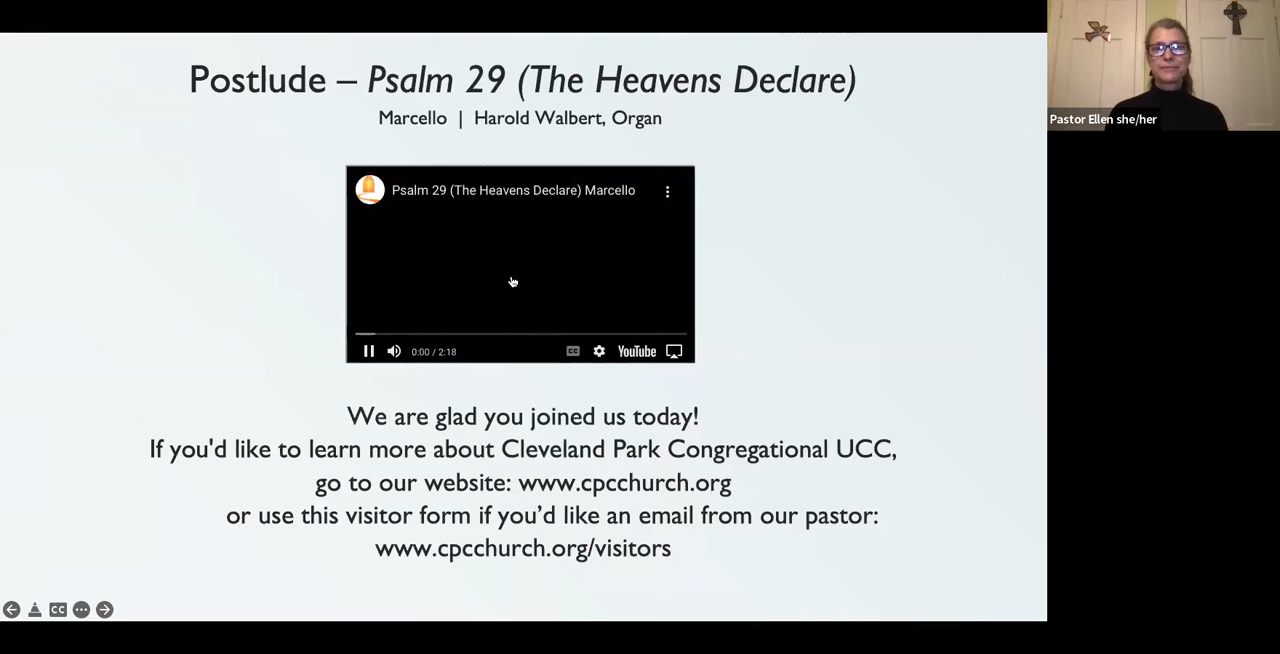 Postlude – Psalm 29 (The Heavens Declare)
Marcello | Harold Walbert, Organ
Psalm 29 (The Heavens Declare) Marcello
0:00 / 2:18
CC
YouTube
We are glad you joined us today!
If you'd like to learn more about Cleveland Park Congregational UCC,
go to our website: www.cpcchurch.org
or use this visitor form if you’d like an email from our pastor:
www.cpcchurch.org/visitors
CC
Pastor Ellen she/her